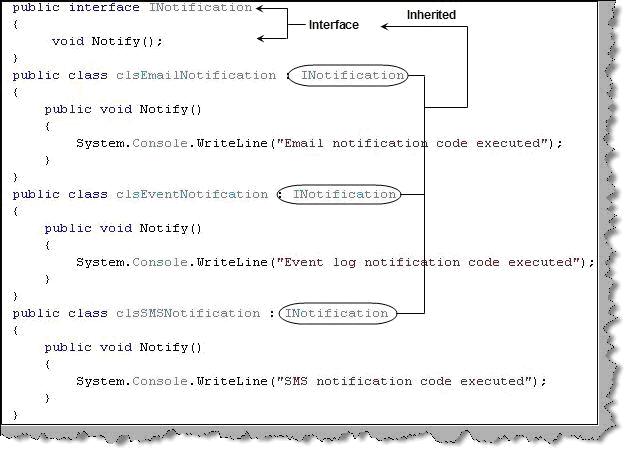 public interface INotification
Interface
Inherited
{
void Notify();
}
public class clsEmailNotification : INotification
{
public void Notify()
{
System.Console.WriteLine("Email notification code executed");
}
}
public class clsEventNotifcation : INotification
{
public void Notify()
{
System.Console.WriteLine("Event log notification code executed");
}
}
public class clsSMSNotification : INotification
{
public void Notify()
{
System.Console.WriteLine("SMS notification code executed");
}
}